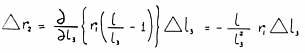 △r₂ = ∂/∂l₃ {r₁(l/l₃ − 1)} △l₃ = − l/l₃² r₁ △l₃